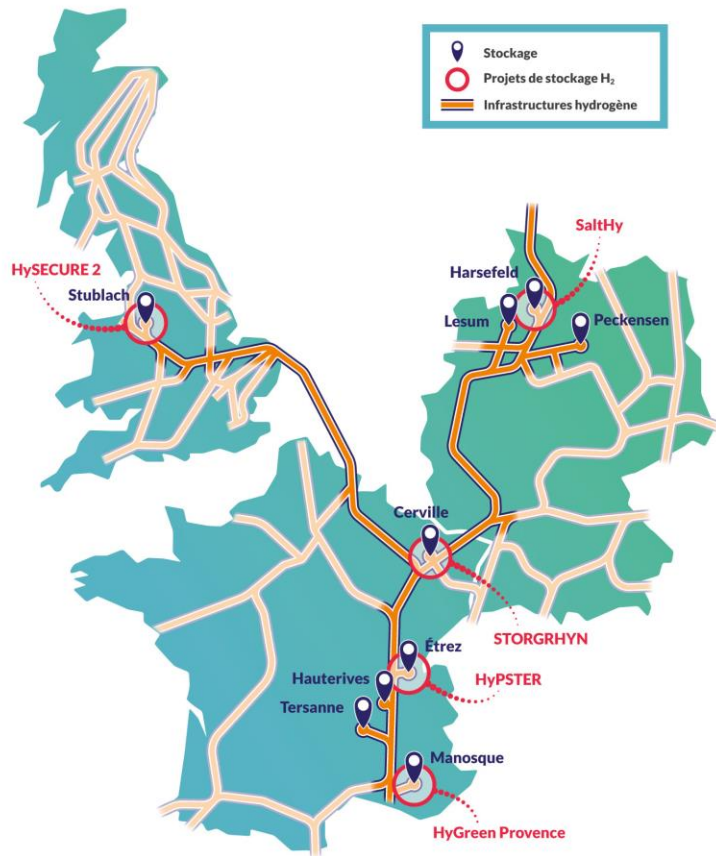 Stockage
Projets de stockage H₂
Infrastructures hydrogène
SaltHy
HySECURE 2
Harsefeld
Stublach
Lesum
Peckensen
Cerville
STORGRHYN
Étrez
HyPSTER
Hauterives
Tersanne
Manosque
HyGreen Provence